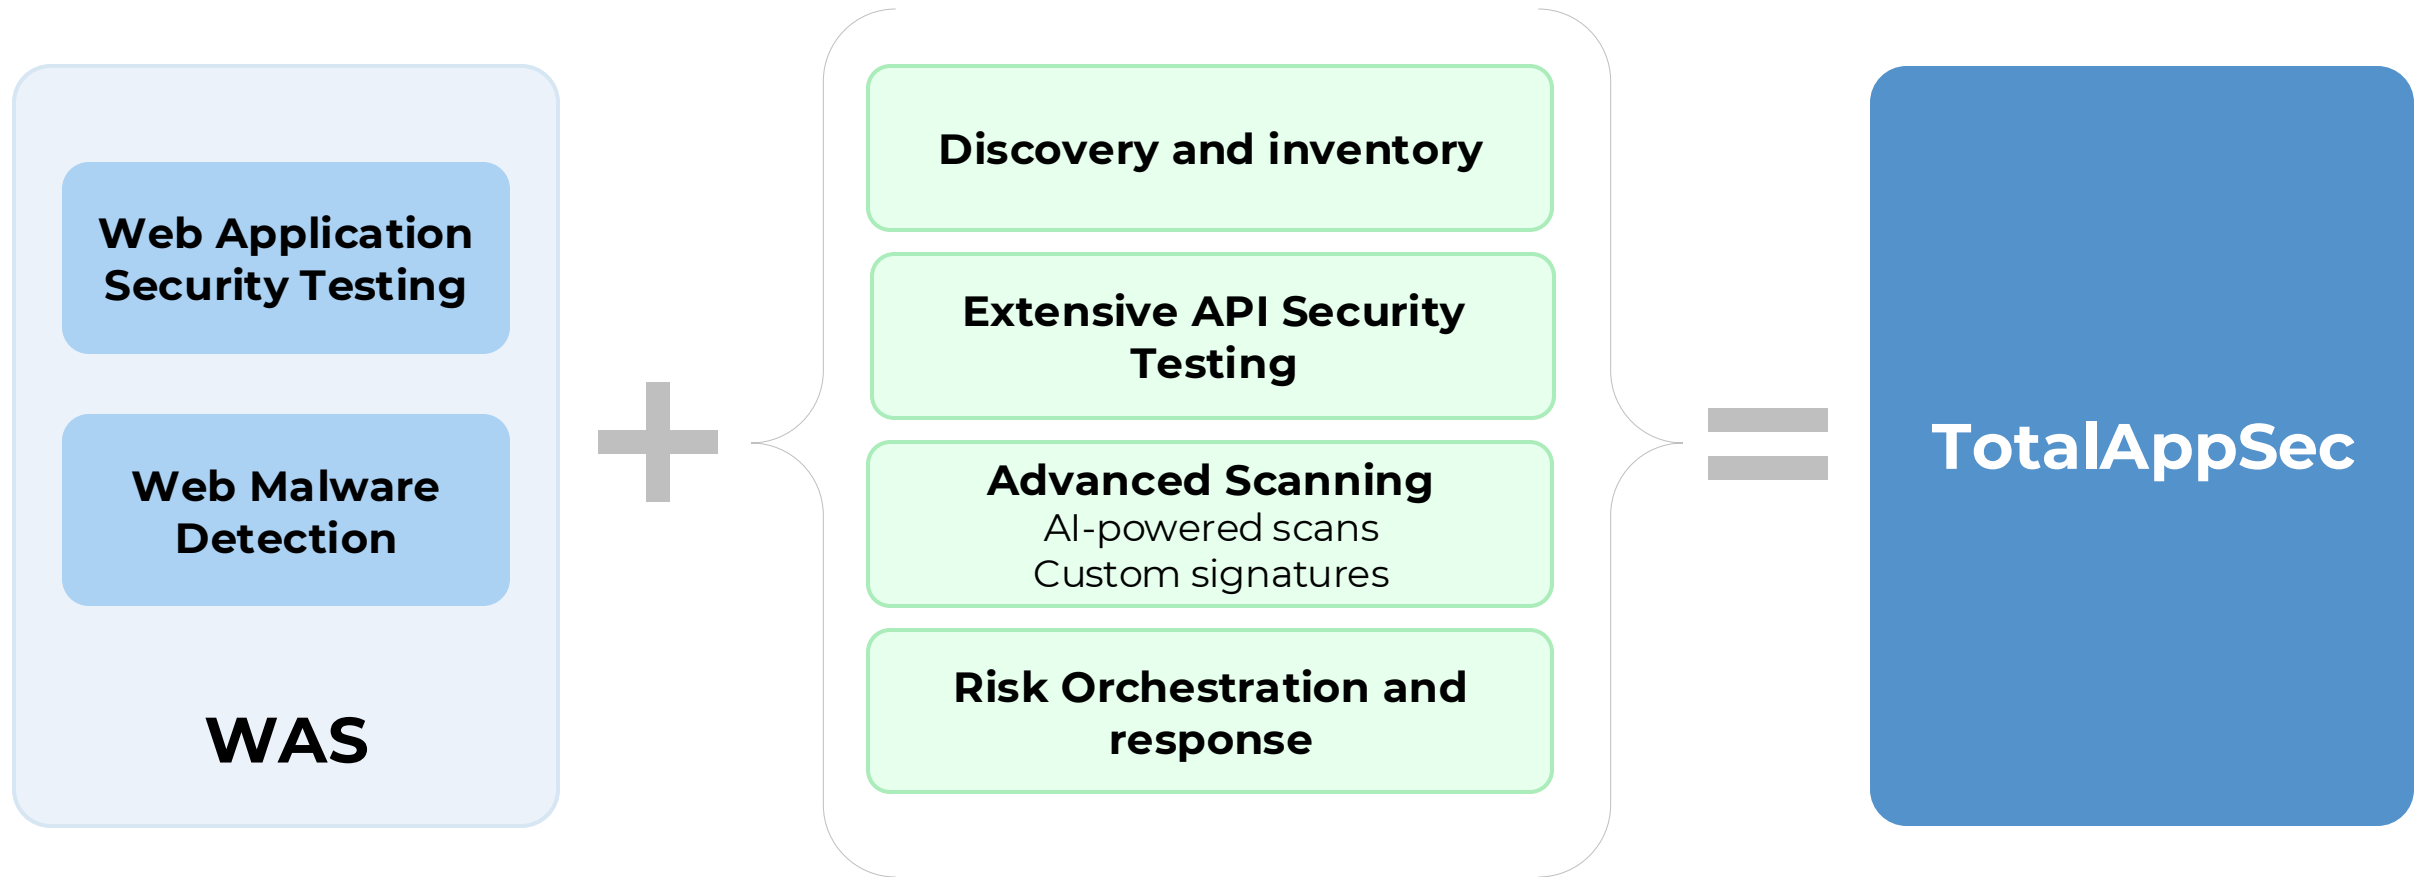 Web Application
Security Testing
Web Malware
Detection
WAS
Discovery and inventory
Extensive API Security
Testing
Advanced Scanning
AI-powered scans
Custom signatures
Risk Orchestration and
response
TotalAppSec